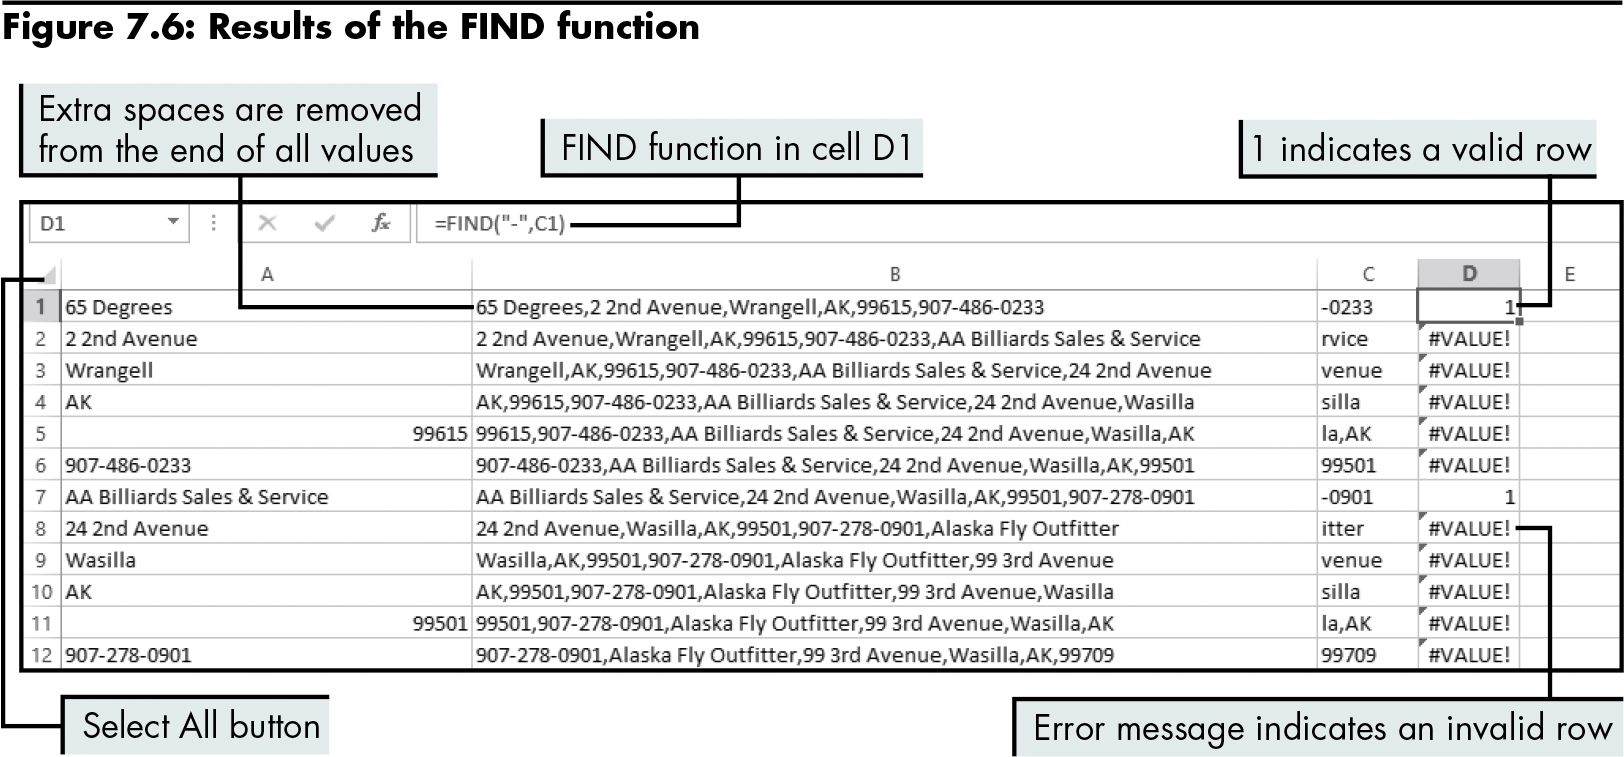 Figure 7.6: Results of the FIND function
Extra spaces are removed
from the end of all values
FIND function in cell D1
1 indicates a valid row
D1 fx =FIND("-",C1)
A B C D E
1 65 Degrees 65 Degrees,2 2nd Avenue,Wrangell,AK,99615,907-486-0233 -0233 1
2 2 2nd Avenue 2 2nd Avenue,Wrangell,AK,99615,907-486-0233,AA Billiards Sales & Service rvice #VALUE!
3 Wrangell Wrangell,AK,99615,907-486-0233,AA Billiards Sales & Service,24 2nd Avenue venue #VALUE!
4 AK AK,99615,907-486-0233,AA Billiards Sales & Service,24 2nd Avenue,Wasilla silla #VALUE!
5 99615 99615,907-486-0233,AA Billiards Sales & Service,24 2nd Avenue,Wasilla,AK la,AK #VALUE!
6 907-486-0233 907-486-0233,AA Billiards Sales & Service,24 2nd Avenue,Wasilla,AK,99501 99501 #VALUE!
7 AA Billiards Sales & Service AA Billiards Sales & Service,24 2nd Avenue,Wasilla,AK,99501,907-278-0901 -0901 1
8 24 2nd Avenue 24 2nd Avenue,Wasilla,AK,99501,907-278-0901,Alaska Fly Outfitter itter #VALUE!
9 Wasilla Wasilla,AK,99501,907-278-0901,Alaska Fly Outfitter,99 3rd Avenue venue #VALUE!
10 AK AK,99501,907-278-0901,Alaska Fly Outfitter,99 3rd Avenue,Wasilla silla #VALUE!
11 99501 99501,907-278-0901,Alaska Fly Outfitter,99 3rd Avenue,Wasilla,AK la,AK #VALUE!
12 907-278-0901 907-278-0901,Alaska Fly Outfitter,99 3rd Avenue,Wasilla,AK,99709 99709 #VALUE!
Select All button
Error message indicates an invalid row